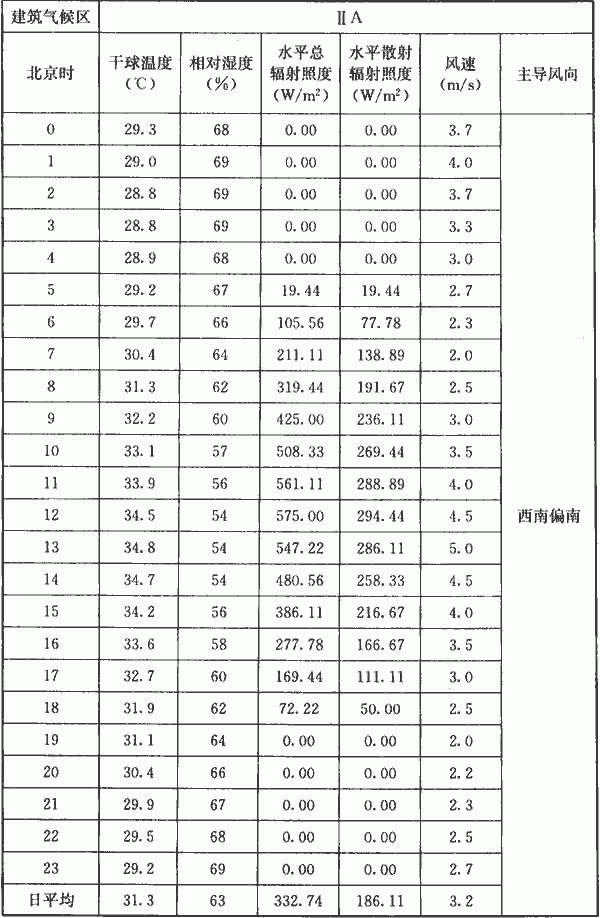 建筑气候区 ⅡA
北京时 干球温度(℃) 相对湿度(%) 水平总辐射照度(W/m²) 水平散射辐射照度(W/m²) 风速(m/s) 主导风向
0 29.3 68 0.00 0.00 3.7
1 29.0 69 0.00 0.00 4.0
2 28.8 69 0.00 0.00 3.7
3 28.8 69 0.00 0.00 3.3
4 28.9 68 0.00 0.00 3.0
5 29.2 67 19.44 19.44 2.7
6 29.7 66 105.56 77.78 2.3
7 30.4 64 211.11 138.89 2.0
8 31.3 62 319.44 191.67 2.5
9 32.2 60 425.00 236.11 3.0
10 33.1 57 508.33 269.44 3.5
11 33.9 56 561.11 288.89 4.0
12 34.5 54 575.00 294.44 4.5 西南偏南
13 34.8 54 547.22 286.11 5.0
14 34.7 54 480.56 258.33 4.5
15 34.2 56 386.11 216.67 4.0
16 33.6 58 277.78 166.67 3.5
17 32.7 60 169.44 111.11 3.0
18 31.9 62 72.22 50.00 2.5
19 31.1 64 0.00 0.00 2.0
20 30.4 66 0.00 0.00 2.2
21 29.9 67 0.00 0.00 2.3
22 29.5 68 0.00 0.00 2.5
23 29.2 69 0.00 0.00 2.7
日平均 31.3 63 332.74 186.11 3.2